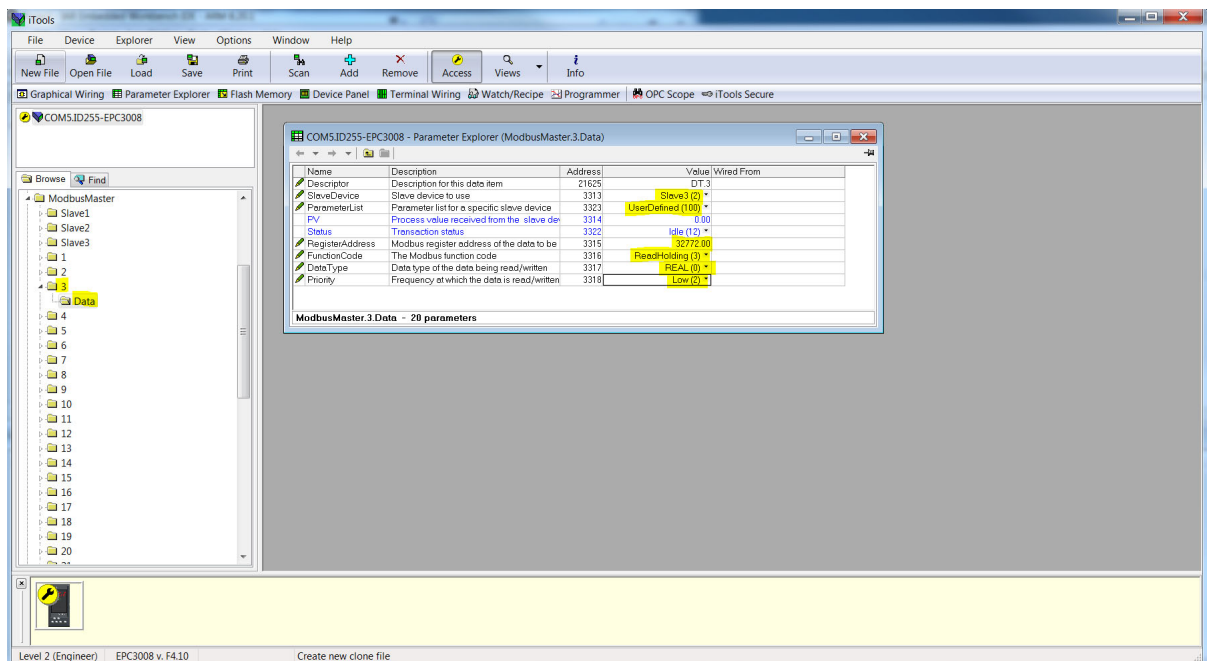 iTools
File Device Explorer View Options Window Help
New File Open File Load Save Print Scan Add Remove Access Views Info
Graphical Wiring Parameter Explorer Flash Memory Device Panel Terminal Wiring Watch/Recipe Programmer OPC Scope iTools Secure
COM5.ID255-EPC3008
COM5.ID255-EPC3008 - Parameter Explorer (ModbusMaster.3.Data)
Name Description Address Value Wired From
Descriptor Description for this data item 21625 DT.3
SlaveDevice Slave device to use 3313 Slave3 (2)
ParameterList Parameter list for a specific slave device 3323 UserDefined (100)
PV Process value received from the slave de 3314 0.00
Status Transaction status 3322 Idle (12)
RegisterAddress Modbus register address of the data to be 3315 32772.00
FunctionCode The Modbus function code 3316 ReadHolding (3)
DataType Data type of the data being read/written 3317 REAL (0)
Priority Frequency at which the data is read/written 3318 Low (2)
ModbusMaster.3.Data - 20 parameters
Browse Find
ModbusMaster
Slave1
Slave2
Slave3
1
2
3
Data
4
5
6
7
8
9
10
11
12
13
14
15
16
17
18
19
20
Level 2 (Engineer) EPC3008 v. F4.10 Create new clone file